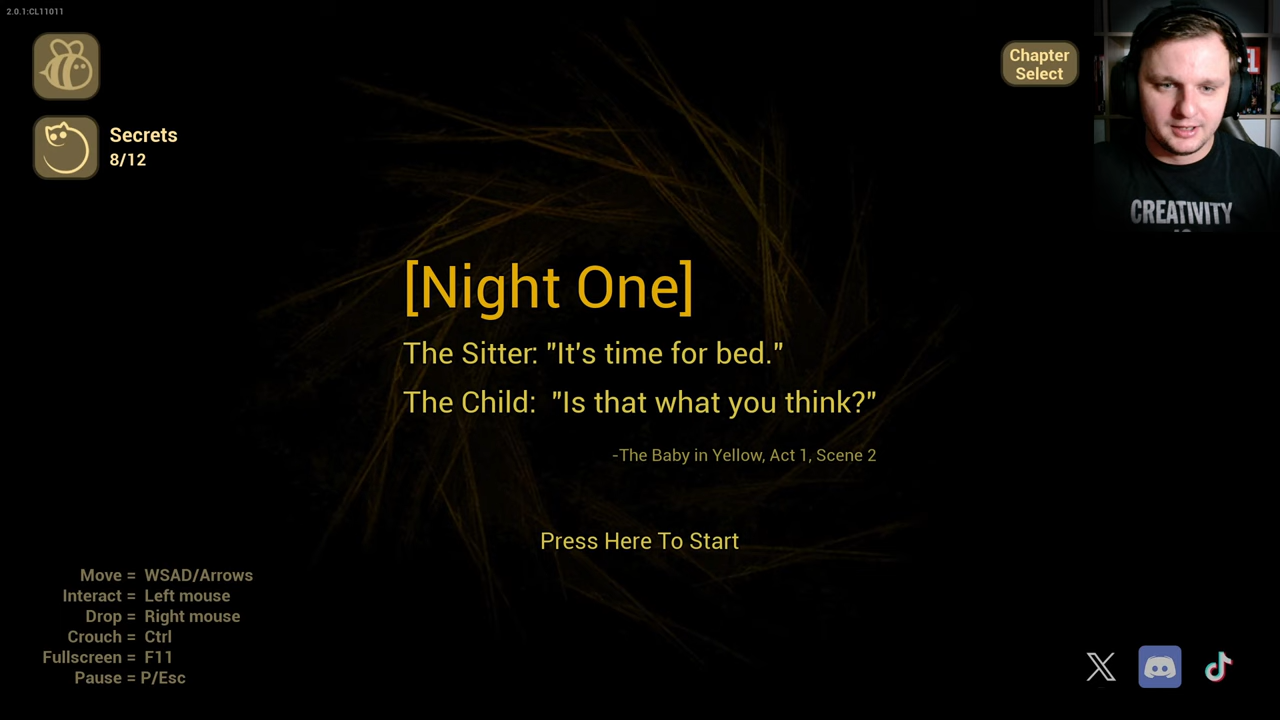 2.0.1:CL11011
Chapter
Select
Secrets
8/12
CREATIVITY
[Night One]
The Sitter: "It's time for bed."
The Child:  "Is that what you think?"
-The Baby in Yellow, Act 1, Scene 2
Press Here To Start
Move = WSAD/Arrows
Interact = Left mouse
Drop = Right mouse
Crouch = Ctrl
Fullscreen = F11
Pause = P/Esc